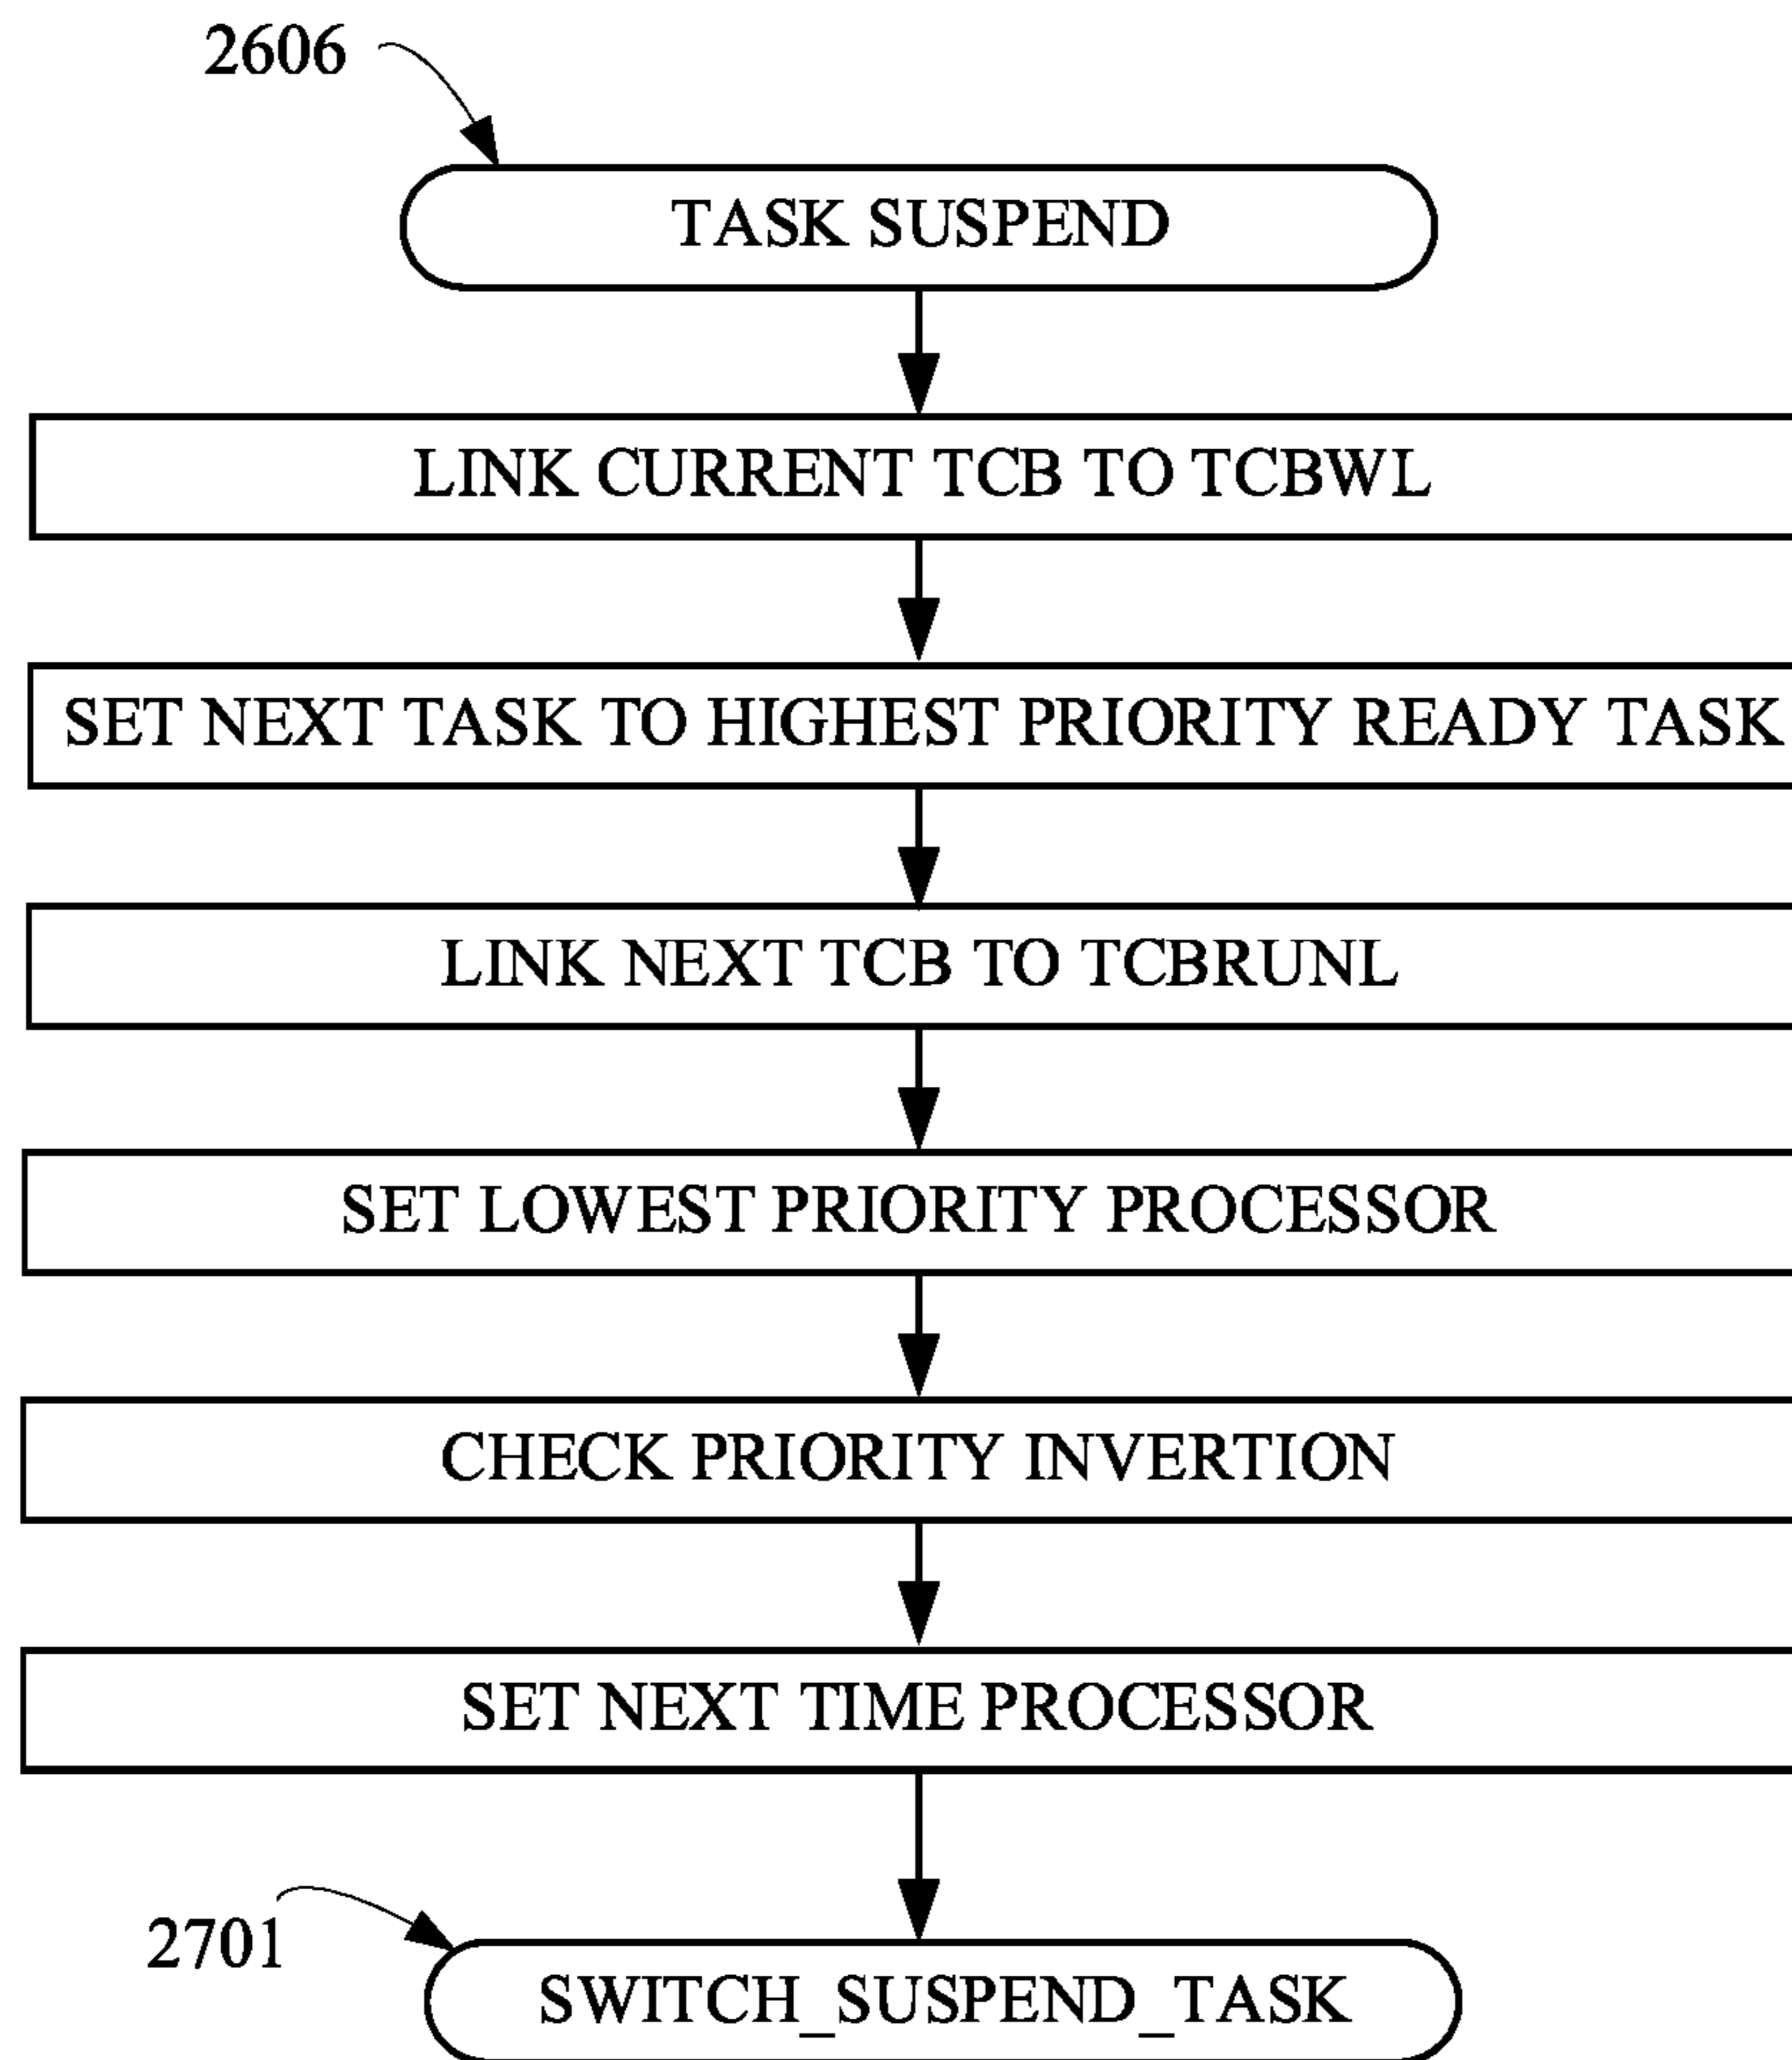 2606
TASK SUSPEND
LINK CURRENT TCB TO TCBWL
SET NEXT TASK TO HIGHEST PRIORITY READY TASK
LINK NEXT TCB TO TCBRUNL
SET LOWEST PRIORITY PROCESSOR
CHECK PRIORITY INVERTION
SET NEXT TIME PROCESSOR
2701
SWITCH_SUSPEND_TASK